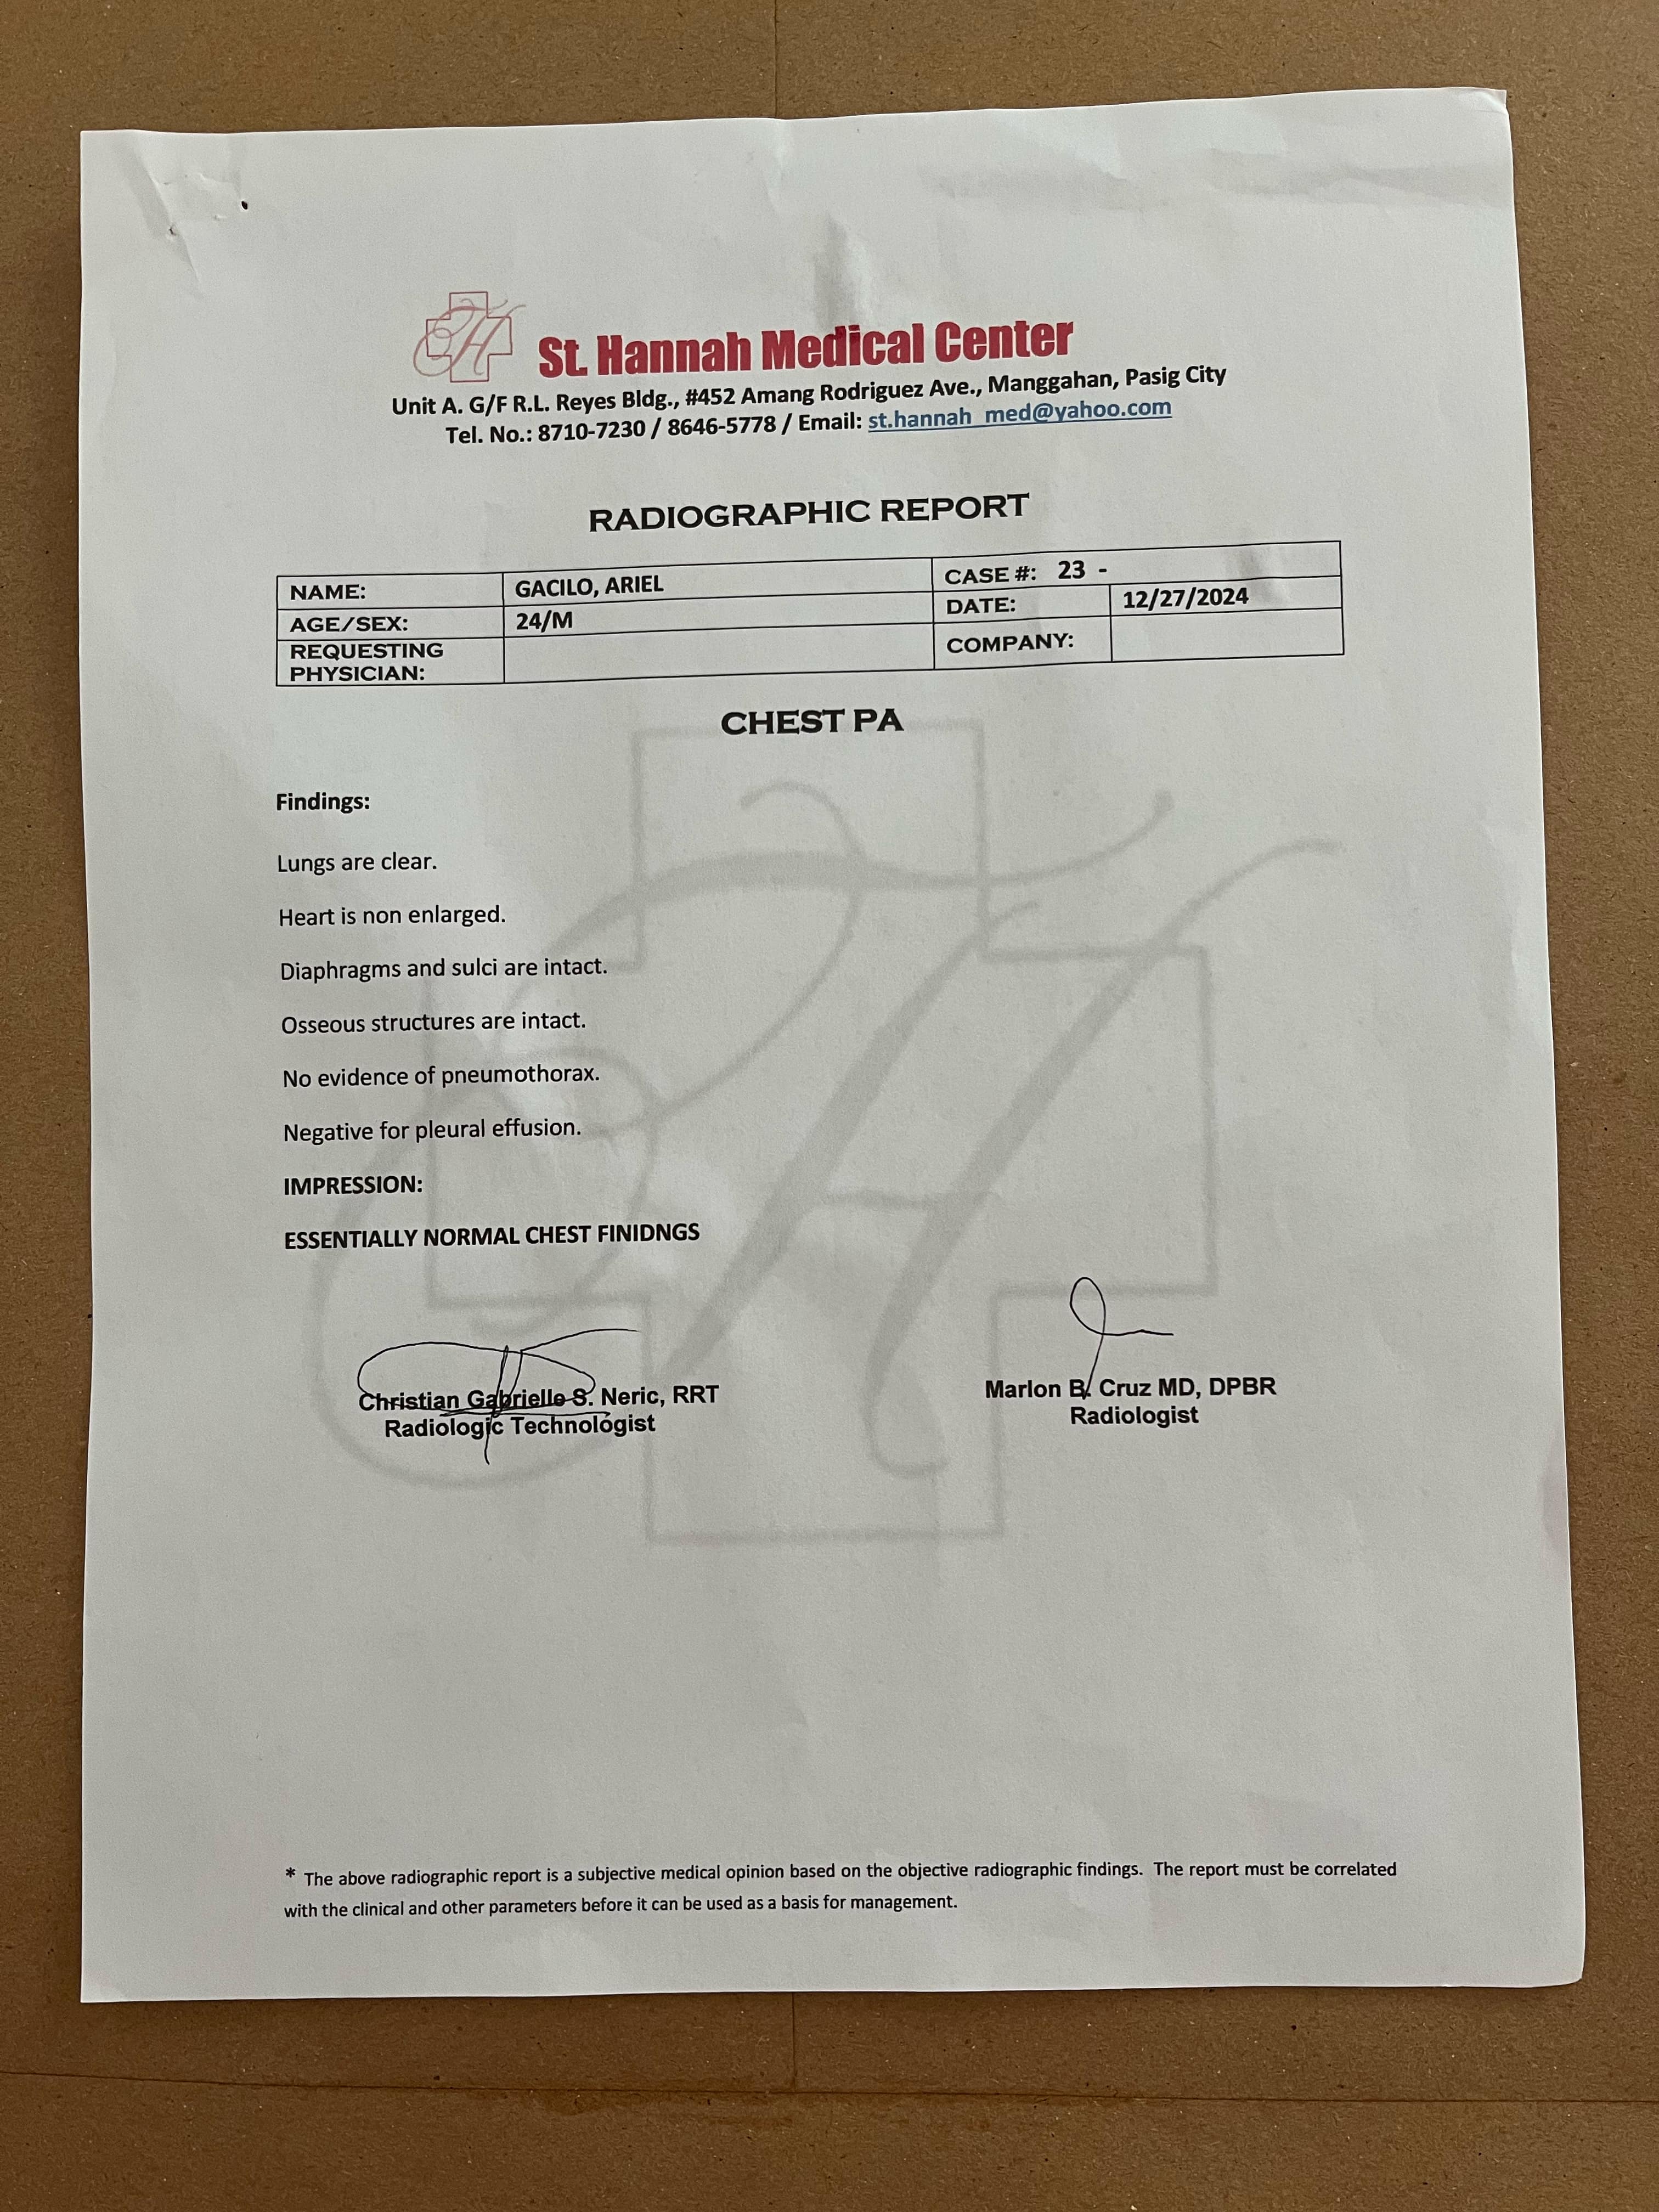 St. Hannah Medical Center
Unit A. G/F R.L. Reyes Bldg., #452 Amang Rodriguez Ave., Manggahan, Pasig City
Tel. No.: 8710-7230 / 8646-5778 / Email: st.hannah_med@yahoo.com
RADIOGRAPHIC REPORT
NAME: GACILO, ARIEL CASE #: 23 -
AGE/SEX: 24/M DATE: 12/27/2024
REQUESTING PHYSICIAN: COMPANY:
CHEST PA
Findings:
Lungs are clear.
Heart is non enlarged.
Diaphragms and sulci are intact.
Osseous structures are intact.
No evidence of pneumothorax.
Negative for pleural effusion.
IMPRESSION:
ESSENTIALLY NORMAL CHEST FINIDNGS
Christian Gabrielle S. Neric, RRT
Radiologic Technologist
Marlon B. Cruz MD, DPBR
Radiologist
* The above radiographic report is a subjective medical opinion based on the objective radiographic findings. The report must be correlated
with the clinical and other parameters before it can be used as a basis for management.